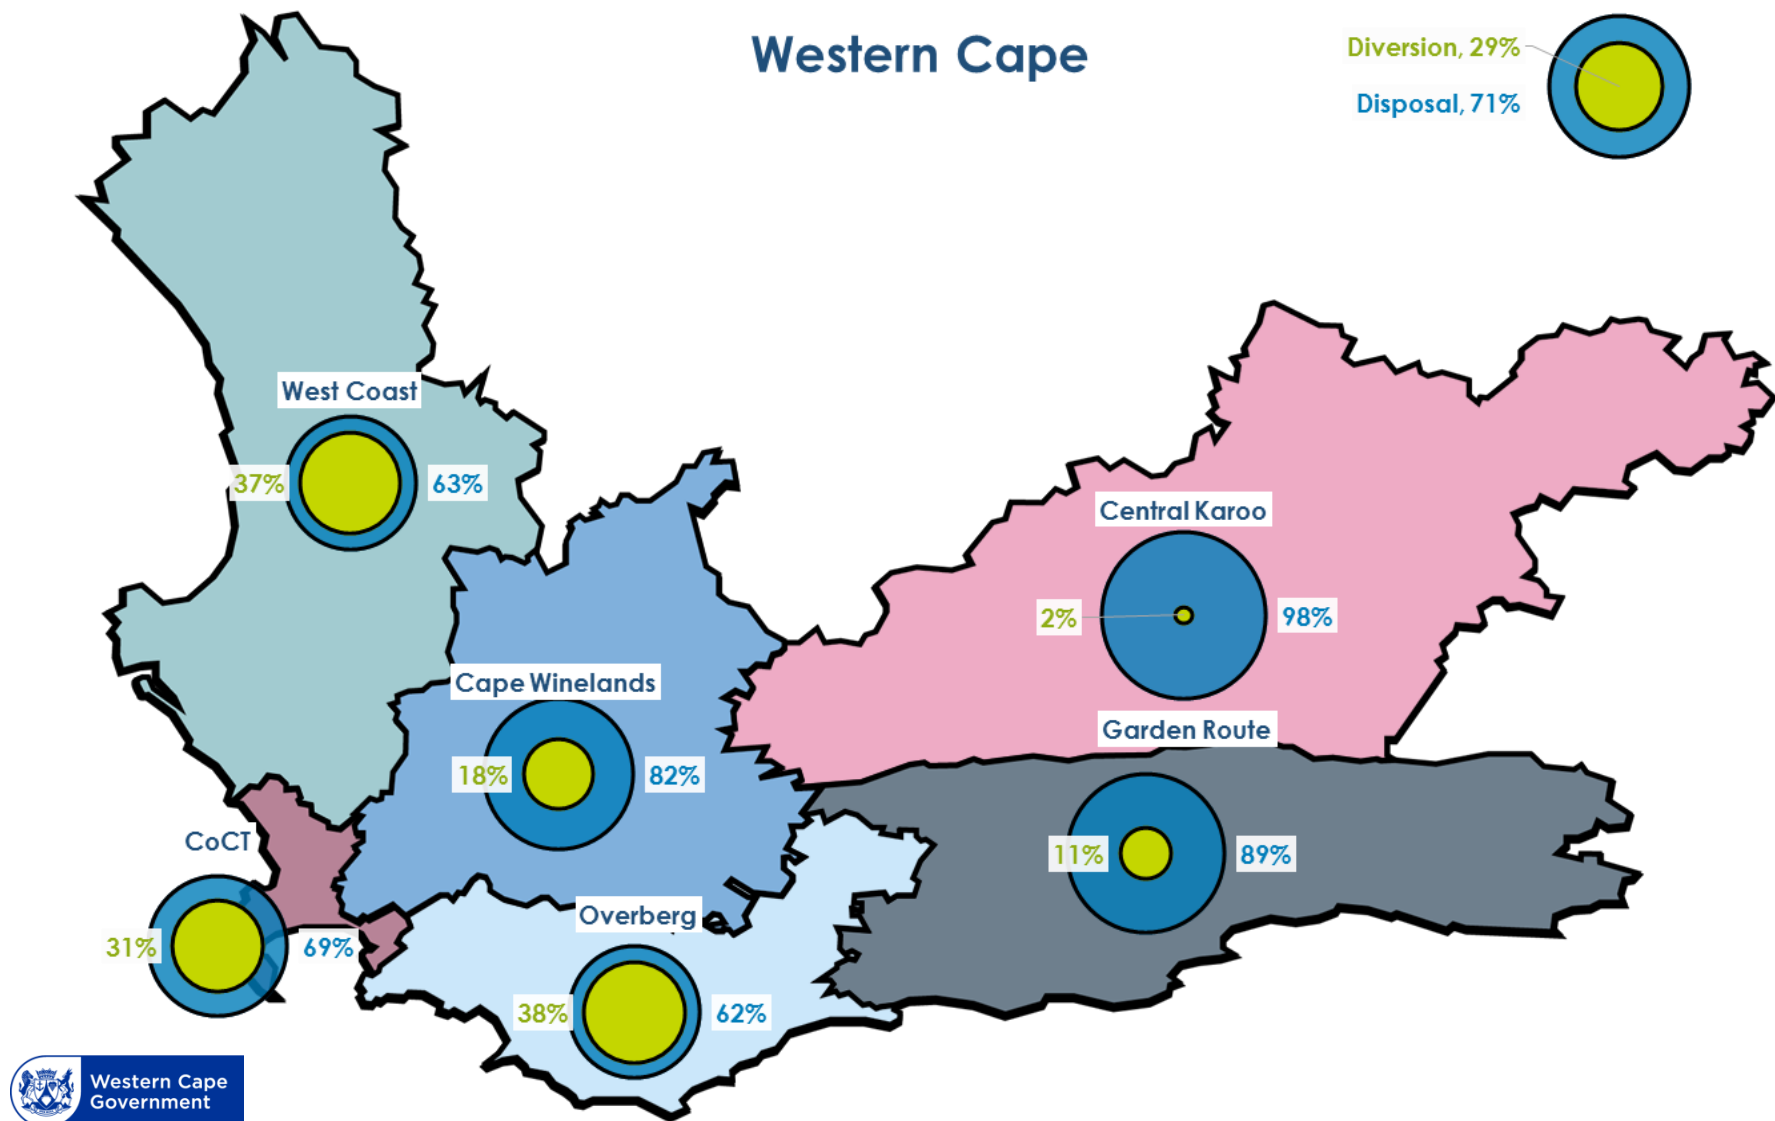 Western Cape
Diversion, 29%
Disposal, 71%
West Coast
37%
63%
Central Karoo
2%
98%
Cape Winelands
18%
82%
Garden Route
11%
89%
CoCT
31%
69%
Overberg
38%
62%
Western Cape
Government